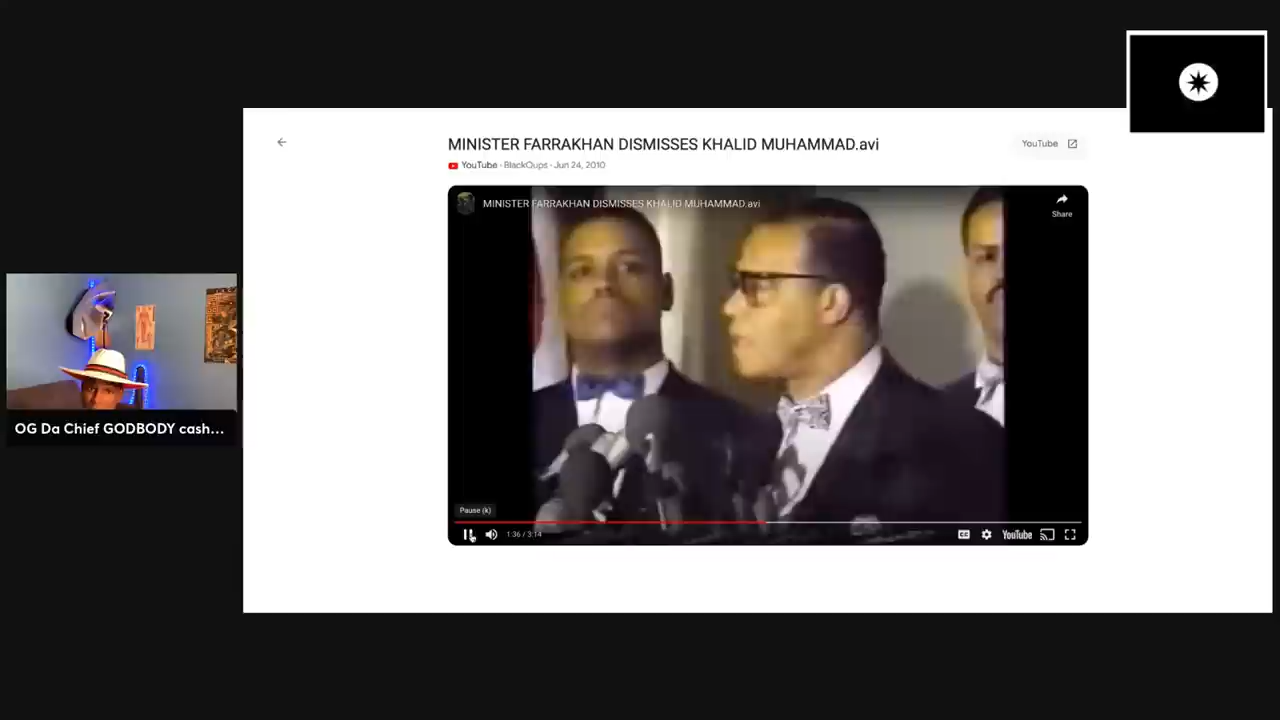 MINISTER FARRAKHAN DISMISSES KHALID MUHAMMAD.avi
YouTube
YouTube · BlackOups · Jun 24, 2010
MINISTER FARRAKHAN DISMISSES KHALID MUHAMMAD.avi
Share
OG Da Chief GODBODY cash...
Pause (k)
1:36 / 3:14
CC
YouTube